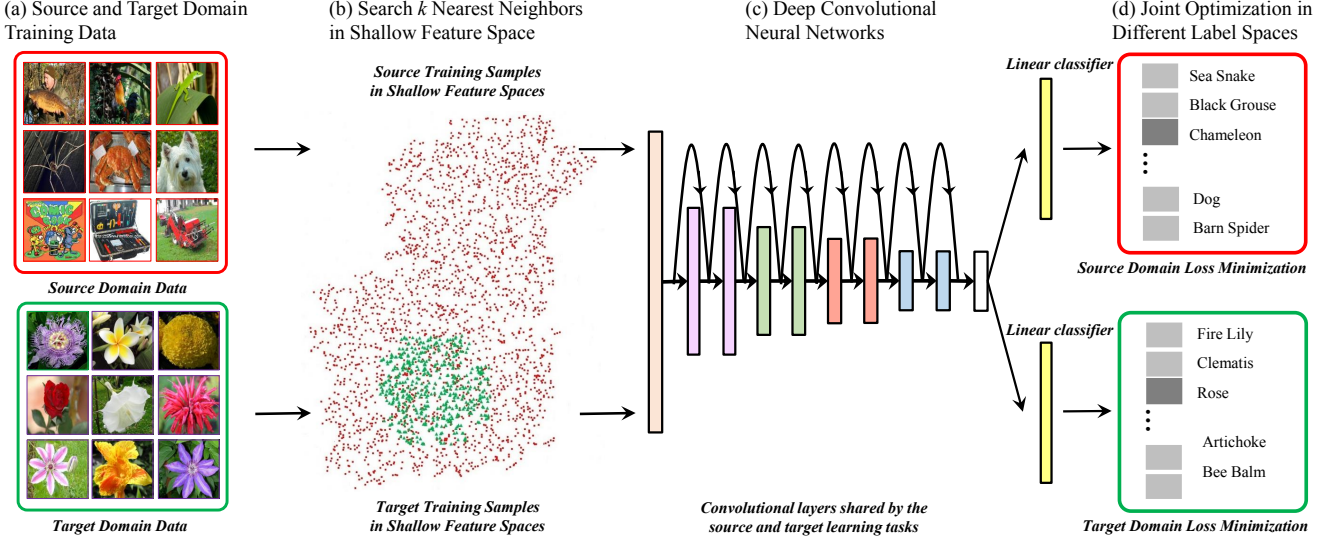 (a) Source and Target Domain
Training Data
(b) Search k Nearest Neighbors
in Shallow Feature Space
(c) Deep Convolutional
Neural Networks
(d) Joint Optimization in
Different Label Spaces
Source Training Samples
in Shallow Feature Spaces
Linear classifier
Sea Snake
Black Grouse
Chameleon
Dog
Barn Spider
Source Domain Data
Source Domain Loss Minimization
Linear classifier
Fire Lily
Clematis
Rose
Artichoke
Bee Balm
Target Domain Data
Target Training Samples
in Shallow Feature Spaces
Convolutional layers shared by the
source and target learning tasks
Target Domain Loss Minimization